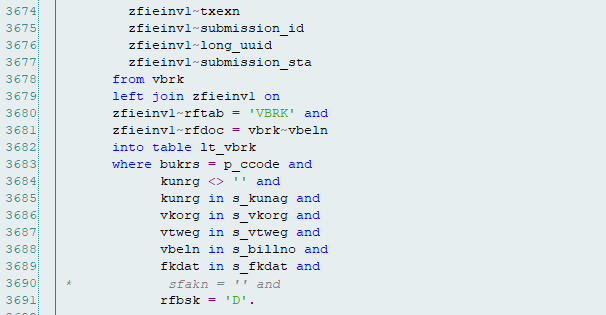 3674 zfieinvl~txexn
3675 zfieinvl~submission_id
3676 zfieinvl~long_uuid
3677 zfieinvl~submission_sta
3678 from vbrk
3679 left join zfieinvl on
3680 zfieinvl~rftab = 'VBRK' and
3681 zfieinvl~rfdoc = vbrk~vbeln
3682 into table lt_vbrk
3683 where bukrs = p_ccode and
3684 kunrg <> '' and
3685 kunrg in s_kunag and
3686 vkorg in s_vkorg and
3687 vtweg in s_vtweg and
3688 vbeln in s_billno and
3689 fkdat in s_fkdat and
3690 * sfakn = '' and
3691 rfbsk = 'D'.